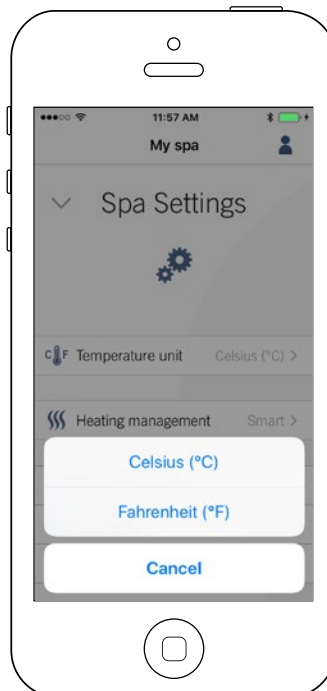 11:57 AM
My spa
Spa Settings
C F Temperature unit Celsius (°C) >
Heating management Smart >
Celsius (°C)
Fahrenheit (°F)
Cancel